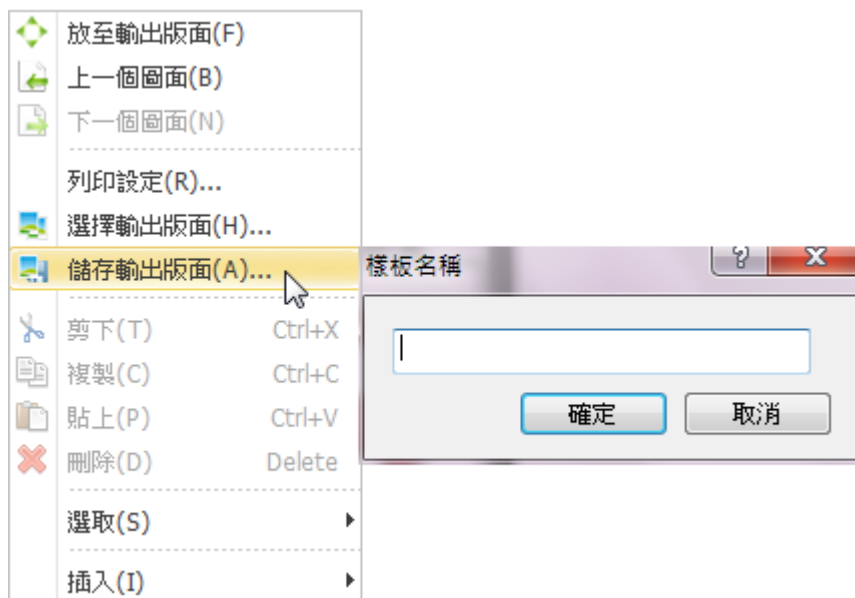 放至輸出版面(F)
上一個圖面(B)
下一個圖面(N)
列印設定(R)...
選擇輸出版面(H)...
儲存輸出版面(A)...
剪下(T) Ctrl+X
複製(C) Ctrl+C
貼上(P) Ctrl+V
刪除(D) Delete
選取(S)
插入(I)
樣板名稱
確定 取消